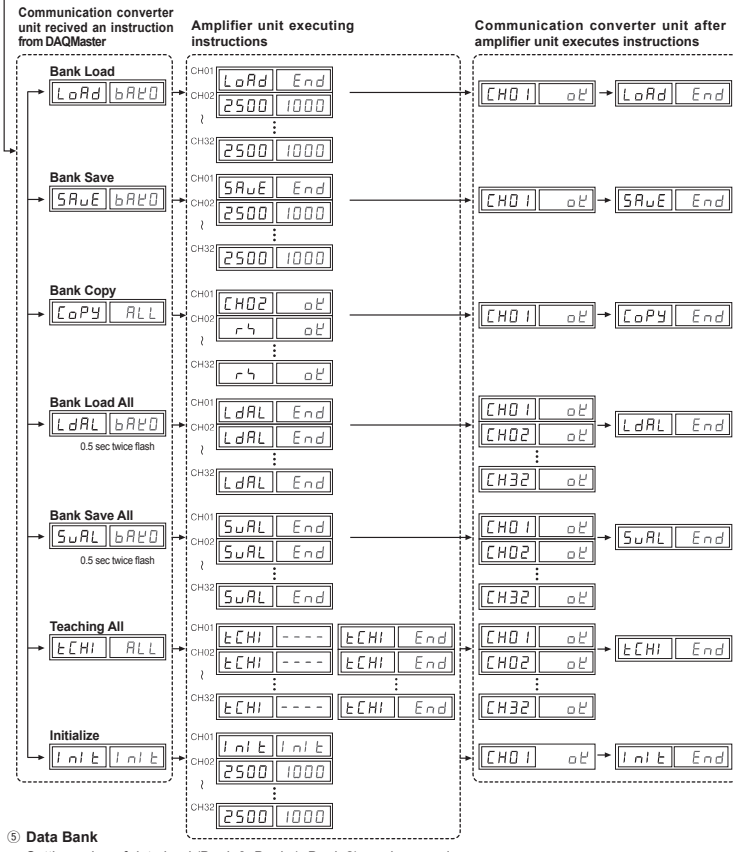 Communication converter
unit recived an instruction
from DAQMaster
Amplifier unit executing
instructions
Communication converter unit after
amplifier unit executes instructions
Bank Load
LoAd bAK0
CH01 LoAd End
CH02 2500 1000
~
CH32 2500 1000
CH01 oK LoAd End
Bank Save
SAvE bAK0
CH01 SAvE End
CH02 2500 1000
~
CH32 2500 1000
CH01 oK SAvE End
Bank Copy
CoPY ALL
CH01 CH02 oK
CH02 r5 oK
~
CH32 r5 oK
CH01 oK CoPY End
Bank Load All
LdAL bAK0
0.5 sec twice flash
CH01 LdAL End
CH02 LdAL End
~
CH32 LdAL End
CH01 oK
CH02 oK
CH32 oK
LdAL End
Bank Save All
SvAL bAK0
0.5 sec twice flash
CH01 SvAL End
CH02 SvAL End
~
CH32 SvAL End
CH01 oK
CH02 oK
CH32 oK
SvAL End
Teaching All
tCHI ALL
CH01 tCHI ---- tCHI End
CH02 tCHI ---- tCHI End
~
CH32 tCHI ---- tCHI End
CH01 oK
CH02 oK
CH32 oK
tCHI End
Initialize
InIt InIt
CH01 InIt InIt
CH02 2500 1000
~
CH32 2500 1000
CH01 oK InIt End
⑤ Data Bank